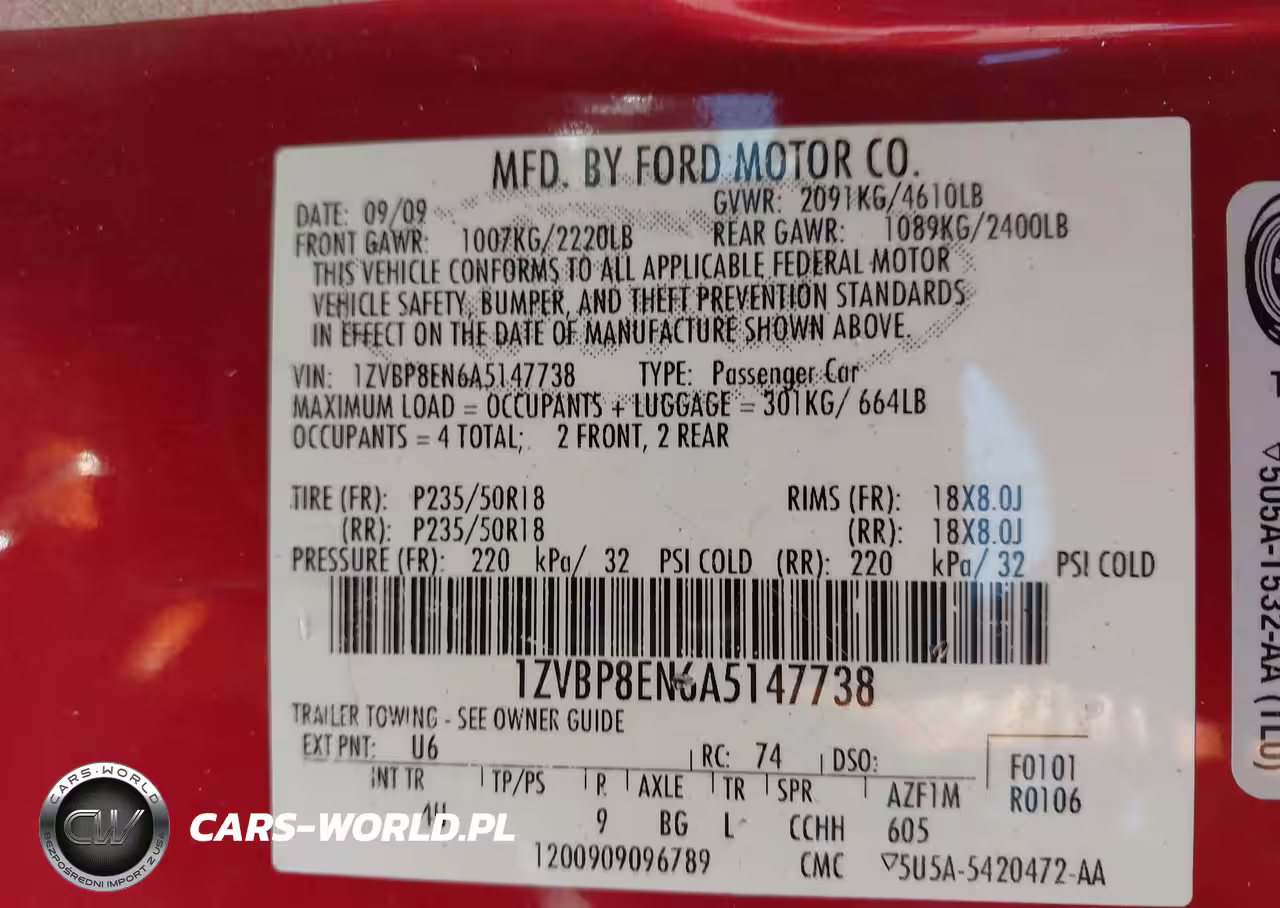 MFD. BY FORD MOTOR CO.
DATE: 09/09 GVWR: 2091KG/4610LB
FRONT GAWR: 1007KG/2220LB REAR GAWR: 1089KG/2400LB
THIS VEHICLE CONFORMS TO ALL APPLICABLE FEDERAL MOTOR
VEHICLE SAFETY, BUMPER, AND THEFT PREVENTION STANDARDS
IN EFFECT ON THE DATE OF MANUFACTURE SHOWN ABOVE.
VIN: 1ZVBP8EN6A5147738 TYPE: Passenger Car
MAXIMUM LOAD = OCCUPANTS + LUGGAGE = 301KG/ 664LB
OCCUPANTS = 4 TOTAL; 2 FRONT, 2 REAR
TIRE (FR): P235/50R18 RIMS (FR): 18X8.0J
(RR): P235/50R18 (RR): 18X8.0J
PRESSURE (FR): 220 kPa/ 32 PSI COLD (RR): 220 kPa/ 32 PSI COLD
1ZVBP8EN6A5147738
TRAILER TOWING - SEE OWNER GUIDE
EXT PNT: U6 RC: 74 DSO: F0101
INT TR TP/PS R AXLE TR SPR AZF1M R0106
4H 9 BG L CCHH 605
1200909096789 CMC ▽5U5A-5420472-AA
▽5U5A-1532-AA (TL0)
CARS-WORLD
CW
BEZPOŚREDNI IMPORT Z USA
CARS-WORLD.PL